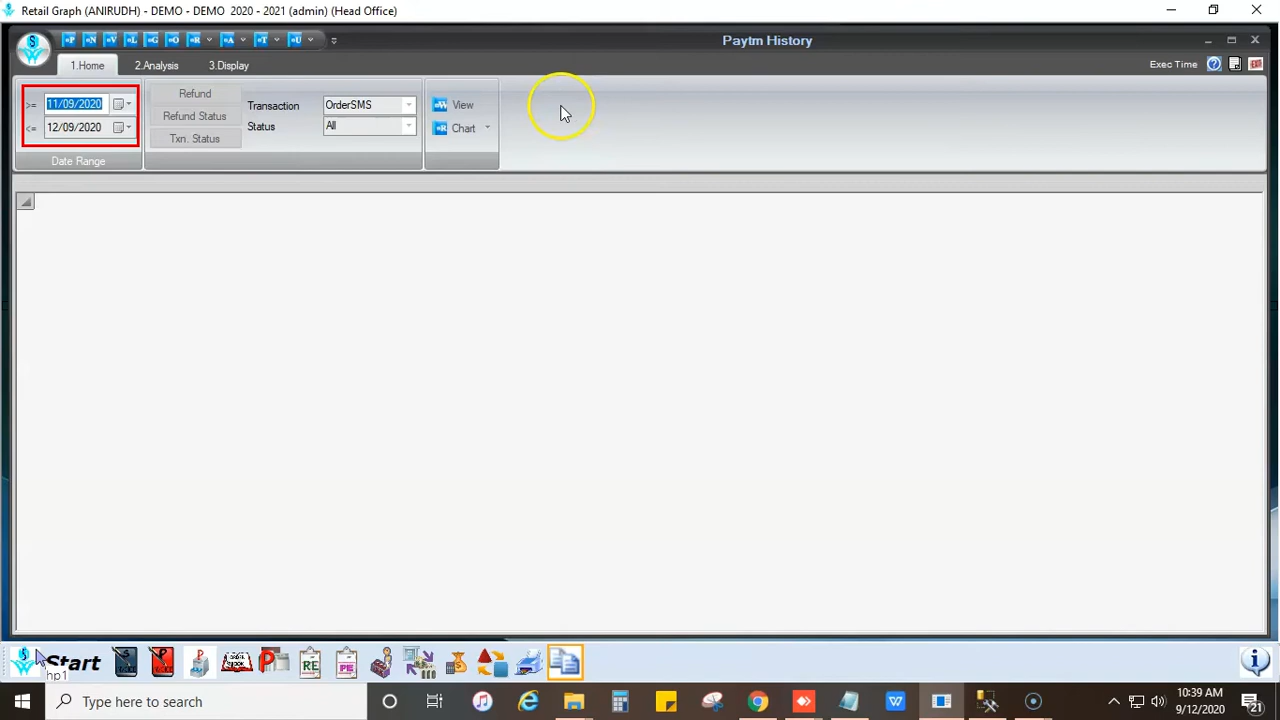 Retail Graph (ANIRUDH) - DEMO - DEMO 2020 - 2021 (admin) (Head Office)
Paytm History
1.Home 2.Analysis 3.Display
Exec Time
>= 11/09/2020
<= 12/09/2020
Date Range
Refund
Refund Status
Txn. Status
Transaction OrderSMS
Status All
View
Chart
Start
hp1
Type here to search
10:39 AM
9/12/2020
21